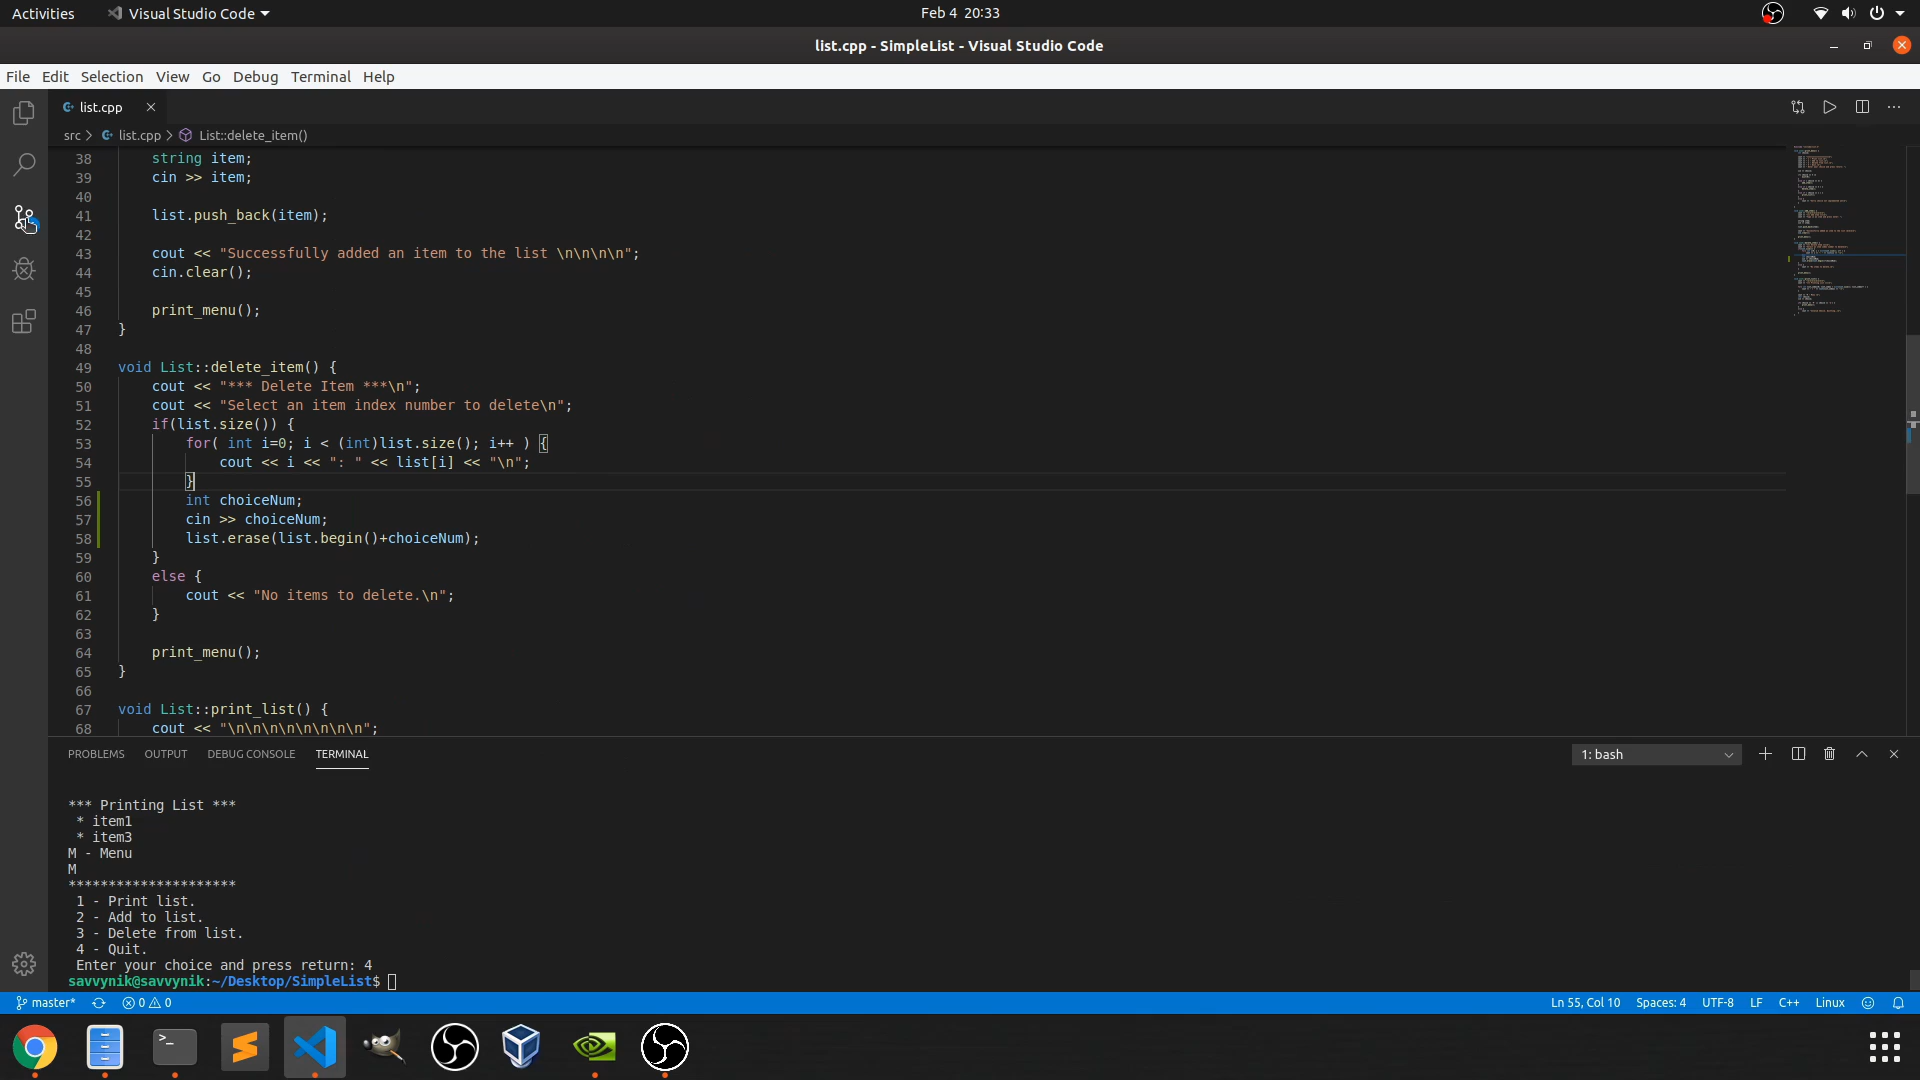 Activities Visual Studio Code Feb 4 20:33
list.cpp - SimpleList - Visual Studio Code
File Edit Selection View Go Debug Terminal Help
list.cpp
src > list.cpp > List::delete_item()
38 string item;
39 cin >> item;
40
41 list.push_back(item);
42
43 cout << "Successfully added an item to the list \n\n\n\n";
44 cin.clear();
45
46 print_menu();
47 }
48
49 void List::delete_item() {
50 cout << "*** Delete Item ***\n";
51 cout << "Select an item index number to delete\n";
52 if(list.size()) {
53 for( int i=0; i < (int)list.size(); i++ ) {
54 cout << i << ": " << list[i] << "\n";
55 }
56 int choiceNum;
57 cin >> choiceNum;
58 list.erase(list.begin()+choiceNum);
59 }
60 else {
61 cout << "No items to delete.\n";
62 }
63
64 print_menu();
65 }
66
67 void List::print_list() {
68 cout << "\n\n\n\n\n\n\n\n";
PROBLEMS OUTPUT DEBUG CONSOLE TERMINAL 1: bash
*** Printing List ***
* item1
* item3
M - Menu
M
*********************
1 - Print list.
2 - Add to list.
3 - Delete from list.
4 - Quit.
Enter your choice and press return: 4
savvynik@savvynik:~/Desktop/SimpleList$
master* 0 0 Ln 55, Col 10 Spaces: 4 UTF-8 LF C++ Linux